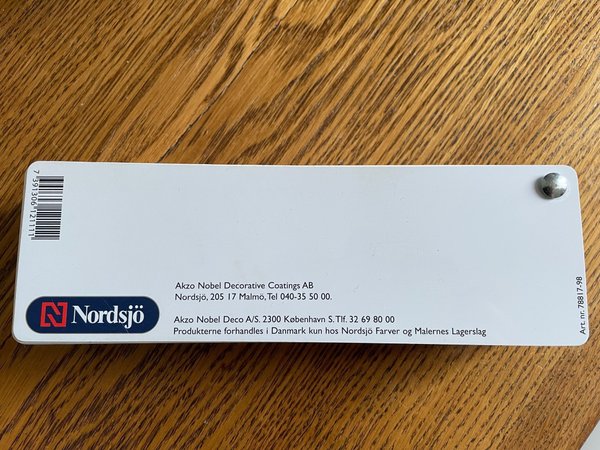 7 391306 121111
Akzo Nobel Decorative Coatings AB
Nordsjö, 205 17 Malmö, Tel 040-35 50 00.
Nordsjö
Akzo Nobel Deco A/S. 2300 København S. Tlf. 32 69 80 00
Produkterne forhandles i Danmark kun hos Nordsjö Farver og Malernes Lagerslag
Art. nr. 78817-98